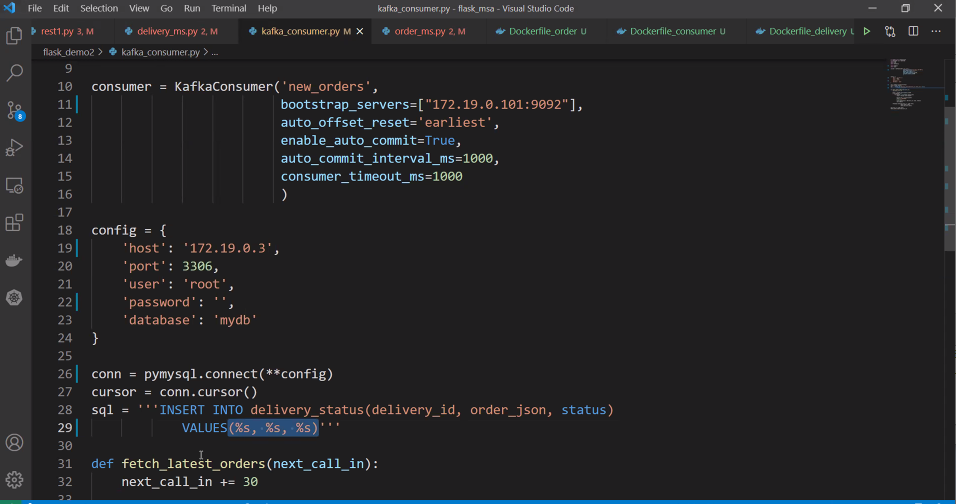 File Edit Selection View Go Run Terminal Help kafka_consumer.py - flask_msa - Visual Studio Code
rest1.py 3, M delivery_ms.py 2, M kafka_consumer.py M order_ms.py 2, M Dockerfile_order U Dockerfile_consumer U Dockerfile_delivery U
flask_demo2 > kafka_consumer.py > ...
9
10 consumer = KafkaConsumer('new_orders',
11 bootstrap_servers=["172.19.0.101:9092"],
12 auto_offset_reset='earliest',
13 enable_auto_commit=True,
14 auto_commit_interval_ms=1000,
15 consumer_timeout_ms=1000
16 )
17
18 config = {
19 'host': '172.19.0.3',
20 'port': 3306,
21 'user': 'root',
22 'password': '',
23 'database': 'mydb'
24 }
25
26 conn = pymysql.connect(**config)
27 cursor = conn.cursor()
28 sql = '''INSERT INTO delivery_status(delivery_id, order_json, status)
29 VALUES(%s, %s, %s)'''
30
31 def fetch_latest_orders(next_call_in):
32 next_call_in += 30
8